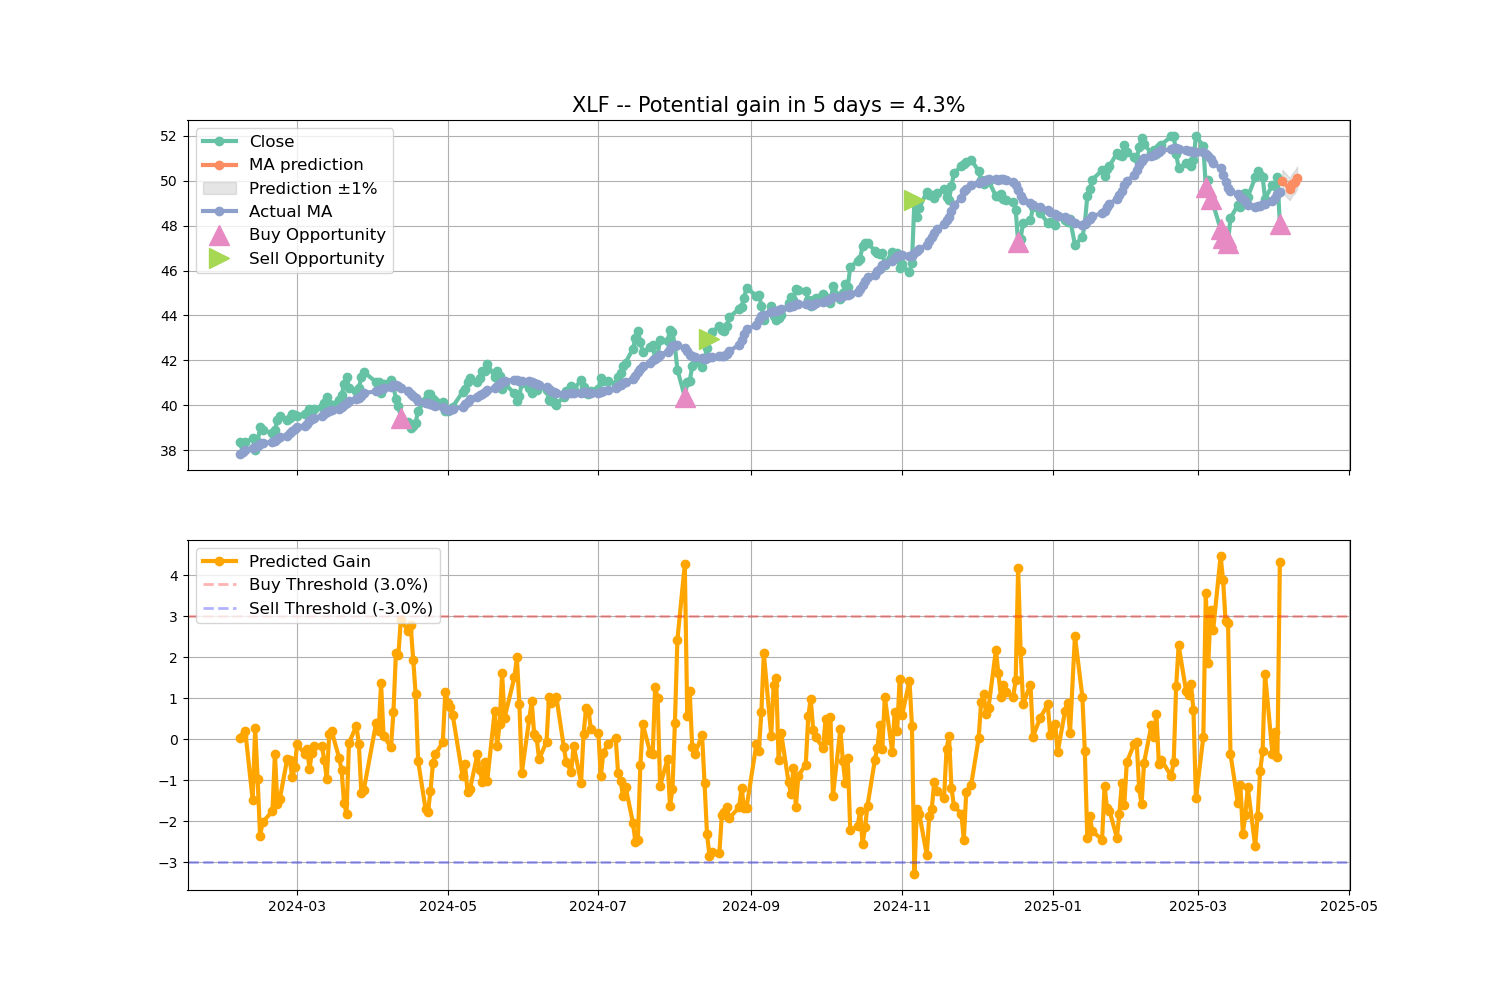 XLF -- Potential gain in 5 days = 4.3%
52
50
48
46
44
42
40
38
Close
MA prediction
Prediction ±1%
Actual MA
Buy Opportunity
Sell Opportunity
4
3
2
1
0
−1
−2
−3
Predicted Gain
Buy Threshold (3.0%)
Sell Threshold (-3.0%)
2024-03
2024-05
2024-07
2024-09
2024-11
2025-01
2025-03
2025-05